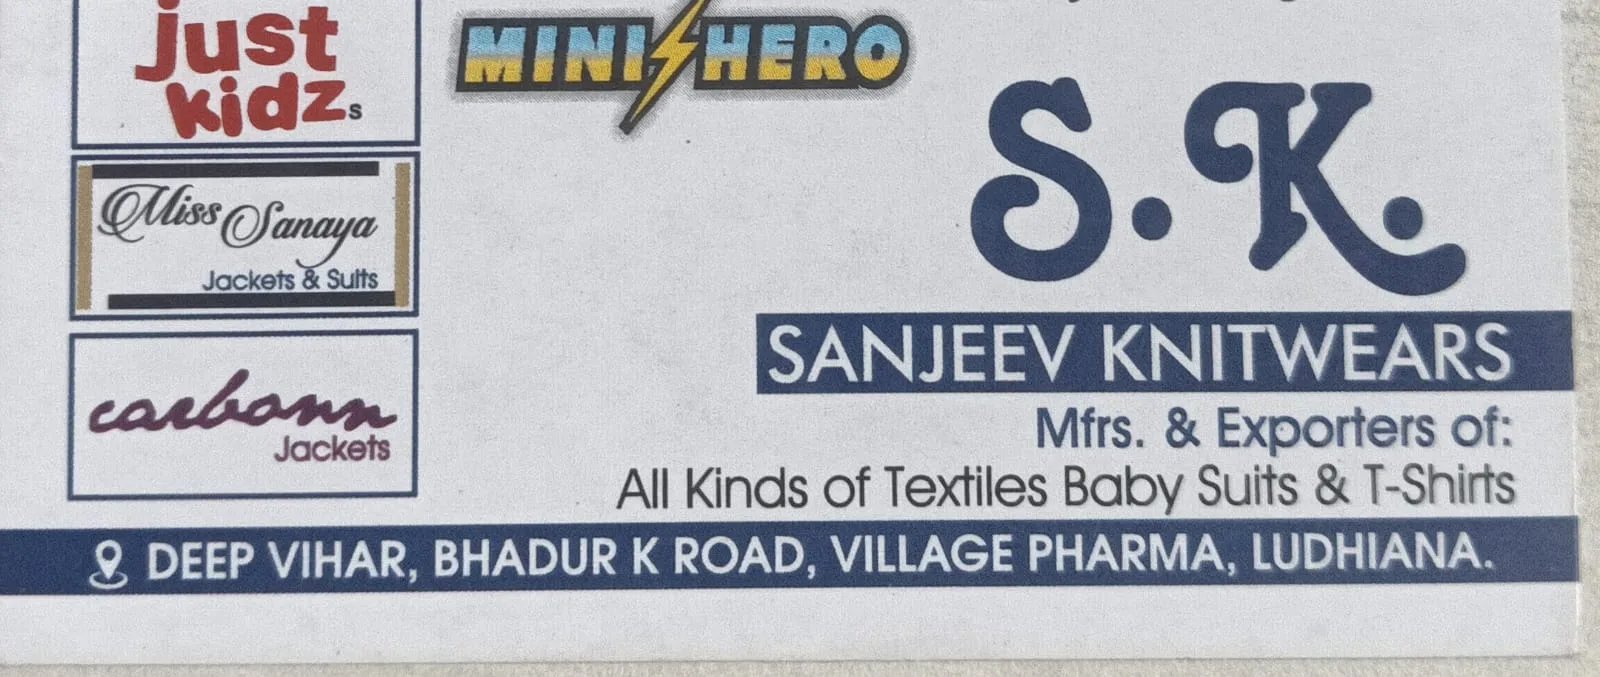 just
kidz s
MINI HERO
Miss Sanaya
Jackets & Suits
carbonn
Jackets
S.K.
SANJEEV KNITWEARS
Mfrs. & Exporters of:
All Kinds of Textiles Baby Suits & T-Shirts
DEEP VIHAR, BHADUR K ROAD, VILLAGE PHARMA, LUDHIANA.